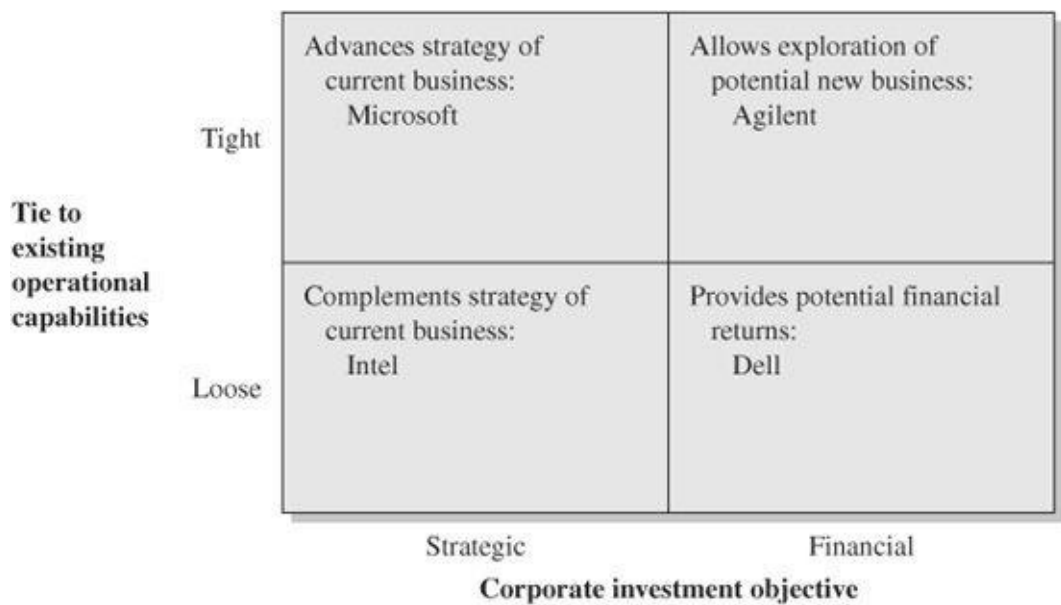 Advances strategy of
current business:
Microsoft
Allows exploration of
potential new business:
Agilent
Tight
Tie to
existing
operational
capabilities
Complements strategy of
current business:
Intel
Provides potential financial
returns:
Dell
Loose
Strategic
Financial
Corporate investment objective